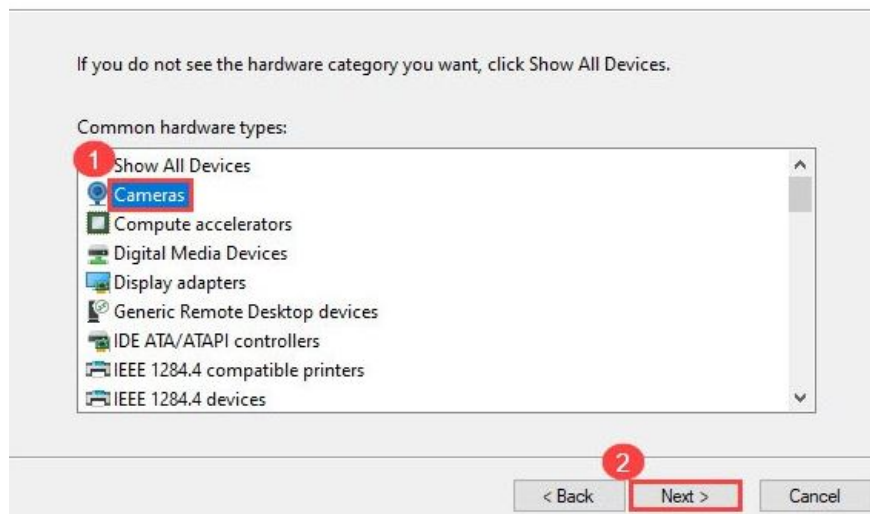 If you do not see the hardware category you want, click Show All Devices.
Common hardware types:
1
Show All Devices
Cameras
Compute accelerators
Digital Media Devices
Display adapters
Generic Remote Desktop devices
IDE ATA/ATAPI controllers
IEEE 1284.4 compatible printers
IEEE 1284.4 devices
2
< Back Next > Cancel